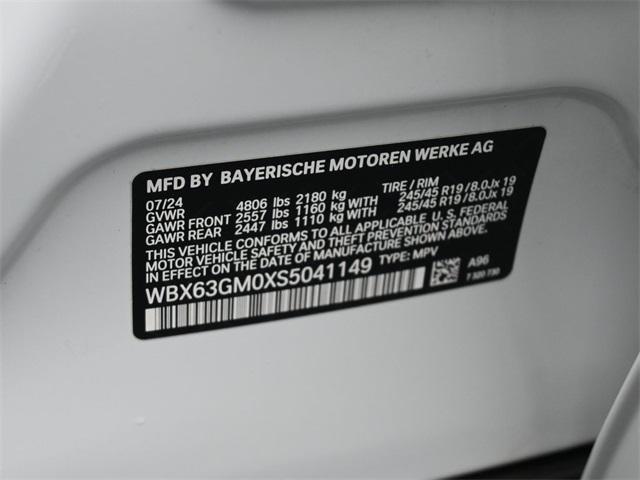 MFD BY BAYERISCHE MOTOREN WERKE AG
07/24 TIRE / RIM
GVWR 4806 lbs 2180 kg
GAWR FRONT 2557 lbs 1160 kg WITH 245/45 R19 / 8.0Jx 19
GAWR REAR 2447 lbs 1110 kg WITH 245/45 R19 / 8.0Jx 19
THIS VEHICLE CONFORMS TO ALL APPLICABLE U. S. FEDERAL
MOTOR VEHICLE SAFETY AND THEFT PREVENTION STANDARDS
IN EFFECT ON THE DATE OF MANUFACTURE SHOWN ABOVE.
WBX63GM0XS5041149 TYPE: MPV
A96
7 320 730